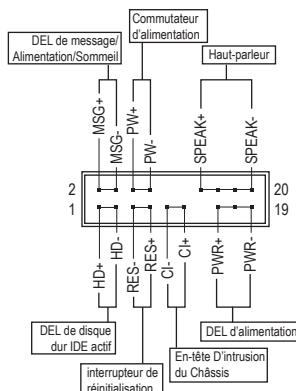 Commutateur
d'alimentation
DEL de message/
Alimentation/Sommeil
Haut-parleur
MSG+
MSG-
PW+
PW-
SPEAK+
SPEAK-
2
20
1
19
HD+
HD-
RES-
RES+
CI-
CI+
PWR+
PWR-
DEL de disque
dur IDE actif
DEL d'alimentation
interrupteur de
réinitialisation
En-tête D'intrusion
du Châssis